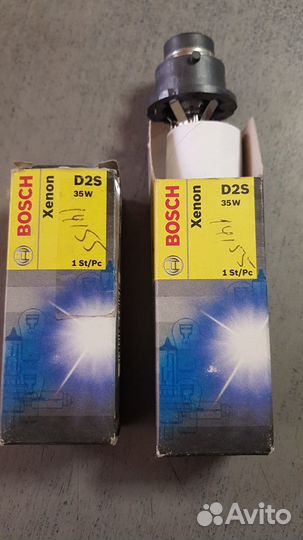 BOSCH
Xenon
D2S
35W
1 St/Pc
BOSCH
Xenon
D2S
35W
1 St/Pc
Avito